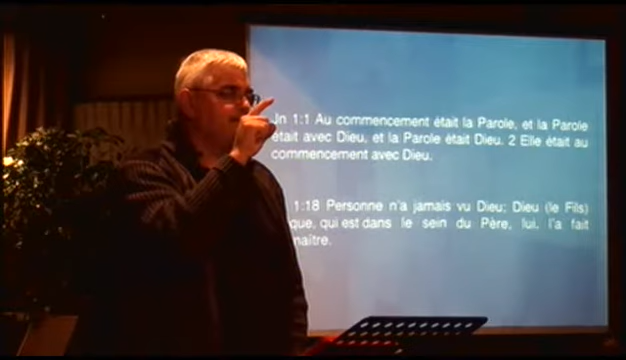 Jn 1:1 Au commencement était la Parole, et la Parole
était avec Dieu, et la Parole était Dieu. 2 Elle était au
commencement avec Dieu.
1:18 Personne n'a jamais vu Dieu; Dieu (le Fils)
que, qui est dans le sein du Père, lui, l'a fait
naître.